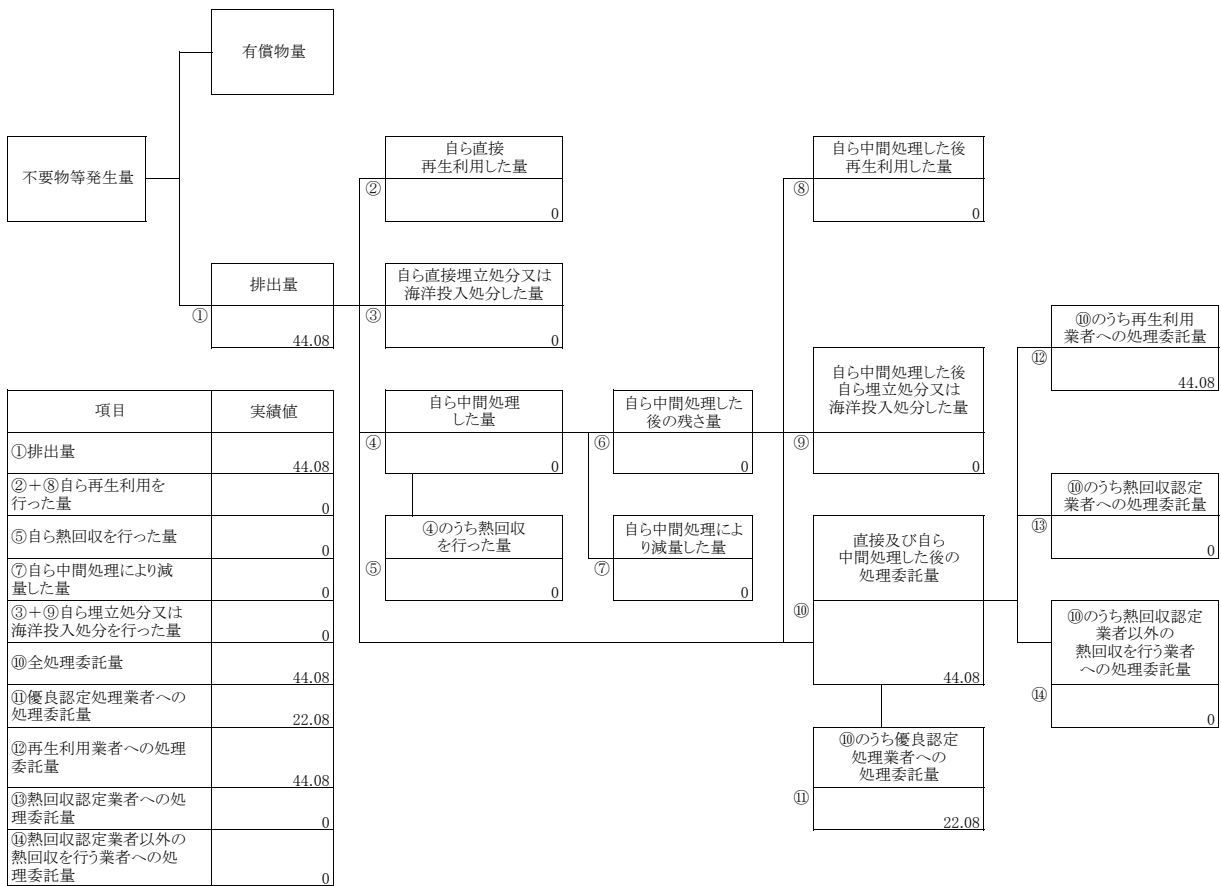 有償物量
不要物等発生量
自ら直接
再生利用した量
②
0
自ら中間処理した後
再生利用した量
⑧
0
排出量
①
44.08
自ら直接埋立処分又は
海洋投入処分した量
③
0
⑩のうち再生利用
業者への処理委託量
⑫
44.08
自ら中間処理
した量
④
0
自ら中間処理した
後の残さ量
⑥
0
自ら中間処理した後
自ら埋立処分又は
海洋投入処分した量
⑨
0
⑩のうち熱回収認定
業者への処理委託量
⑬
0
④のうち熱回収
を行った量
⑤
0
自ら中間処理によ
り減量した量
⑦
0
直接及び自ら
中間処理した後の
処理委託量
⑩
44.08
⑩のうち熱回収認定
業者以外の
熱回収を行う業者
への処理委託量
⑭
0
⑩のうち優良認定
処理業者への
処理委託量
⑪
22.08
項目
実績値
①排出量
44.08
②+⑧自ら再生利用を
行った量
0
⑤自ら熱回収を行った量
0
⑦自ら中間処理により減
量した量
0
③+⑨自ら埋立処分又は
海洋投入処分を行った量
0
⑩全処理委託量
44.08
⑪優良認定処理業者への
処理委託量
22.08
⑫再生利用業者への処理
委託量
44.08
⑬熱回収認定業者への処
理委託量
0
⑭熱回収認定業者以外の
熱回収を行う業者への処
理委託量
0